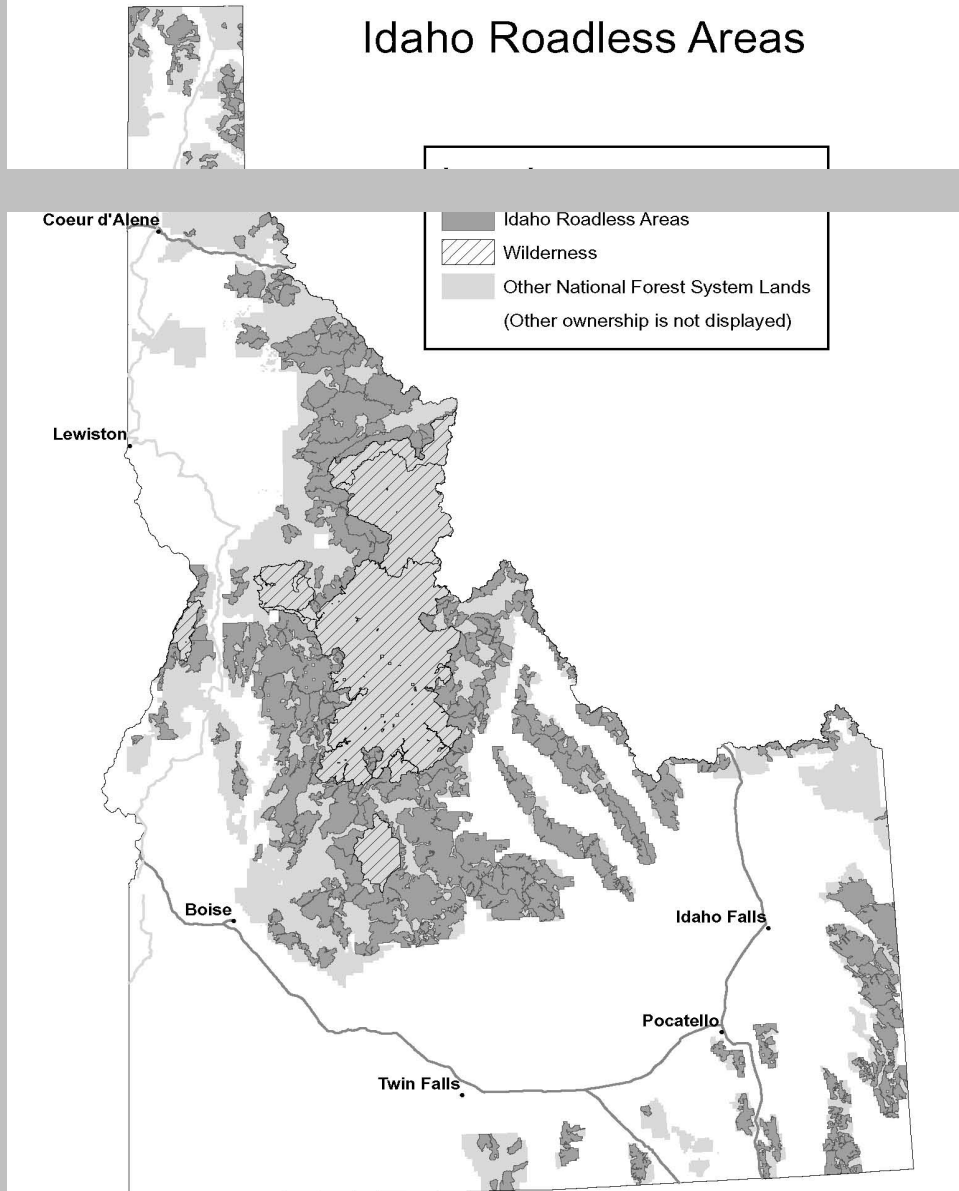 Idaho Roadless Areas
Coeur d'Alene
Idaho Roadless Areas
Wilderness
Other National Forest System Lands
(Other ownership is not displayed)
Lewiston
Boise
Idaho Falls
Pocatello
Twin Falls